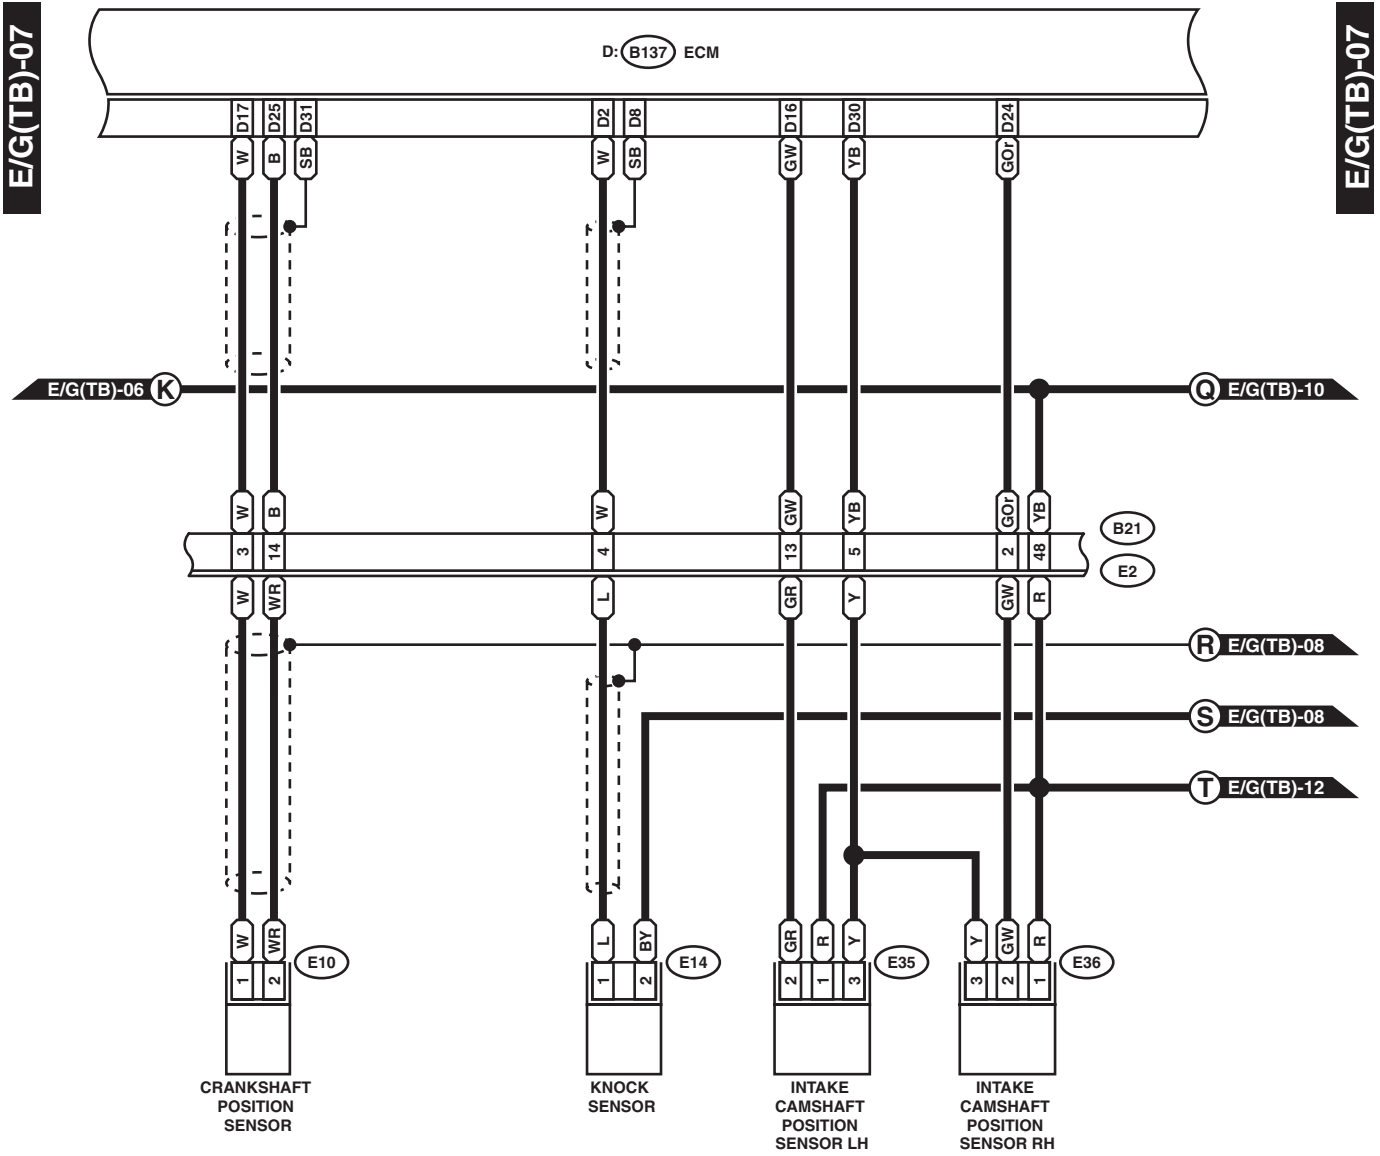 E/G(TB)-07
E/G(TB)-07
D: B137 ECM
D17 D25 D31 D2 D8 D16 D30 D24
W B SB W SB GW YB GOr
E/G(TB)-06 K
Q E/G(TB)-10
W B W GW YB GOr YB
B21
3 14 4 13 5 2 48
E2
W WR L GR Y GW R
R E/G(TB)-08
S E/G(TB)-08
T E/G(TB)-12
W WR L BY GR R Y Y GW R
E10 E14 E35 E36
1 2 1 2 2 1 3 3 2 1
CRANKSHAFT
POSITION
SENSOR
KNOCK
SENSOR
INTAKE
CAMSHAFT
POSITION
SENSOR LH
INTAKE
CAMSHAFT
POSITION
SENSOR RH